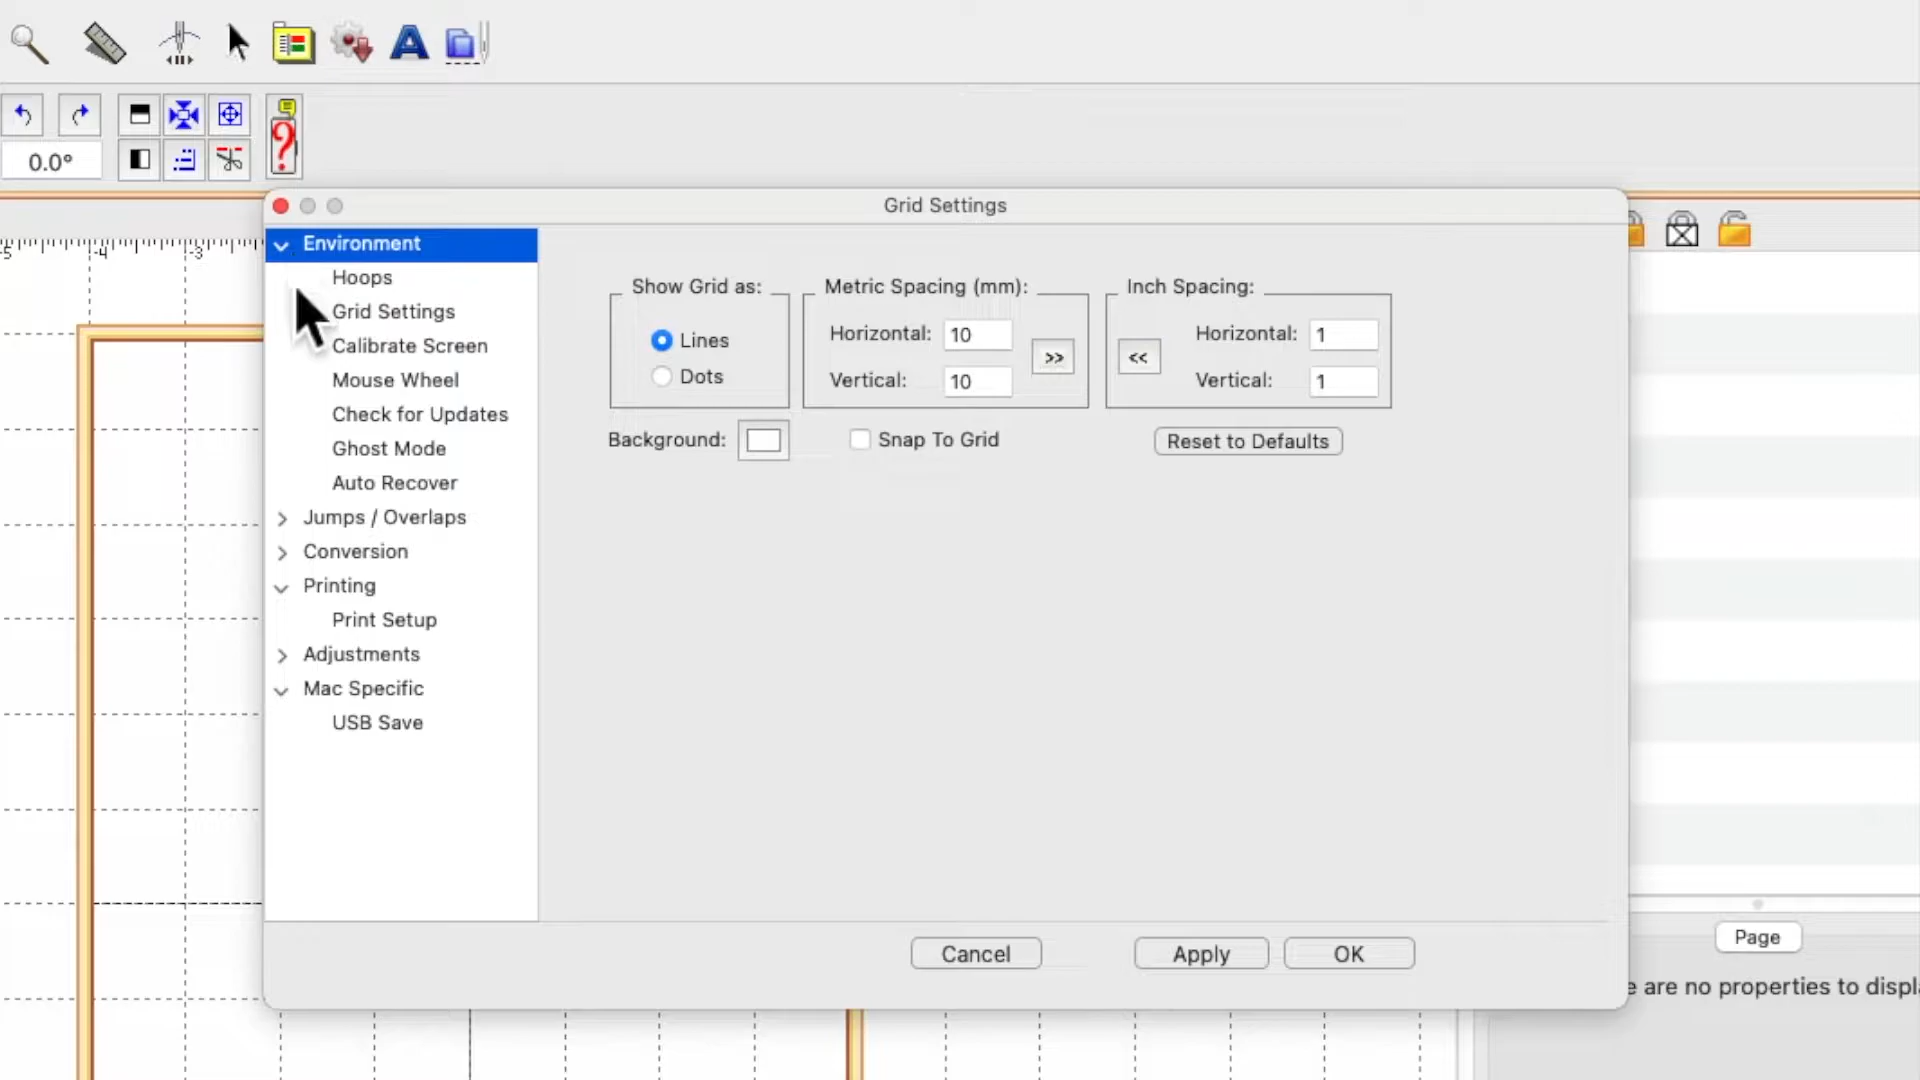 0.0°
Grid Settings
5 -4 -3
Environment
Hoops
Grid Settings
Calibrate Screen
Mouse Wheel
Check for Updates
Ghost Mode
Auto Recover
Jumps / Overlaps
Conversion
Printing
Print Setup
Adjustments
Mac Specific
USB Save
Show Grid as:
Lines
Dots
Metric Spacing (mm):
Horizontal: 10
Vertical: 10
>>
Inch Spacing:
<<
Horizontal: 1
Vertical: 1
Background:
Snap To Grid
Reset to Defaults
Cancel
Apply
OK
Page
e are no properties to displ